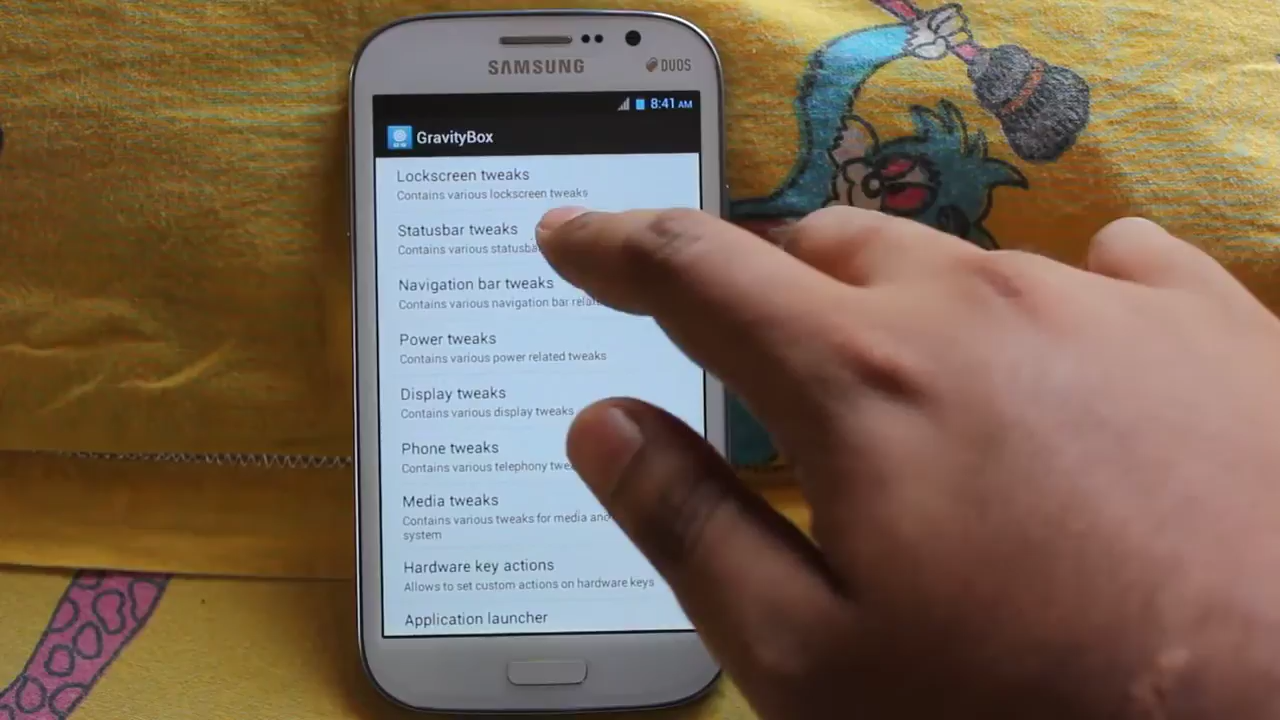 SAMSUNG
DUOS
8:41 AM
GravityBox
Lockscreen tweaks
Contains various lockscreen tweaks
Statusbar tweaks
Contains various
Navigation bar tweaks
Contains various navigation bar
Power tweaks
Contains various power related tweaks
Display tweaks
Contains various display tweaks
Phone tweaks
Contains various telephony
Media tweaks
Contains various tweaks for media and
system
Hardware key actions
Allows to set custom actions on hardware keys
Application launcher